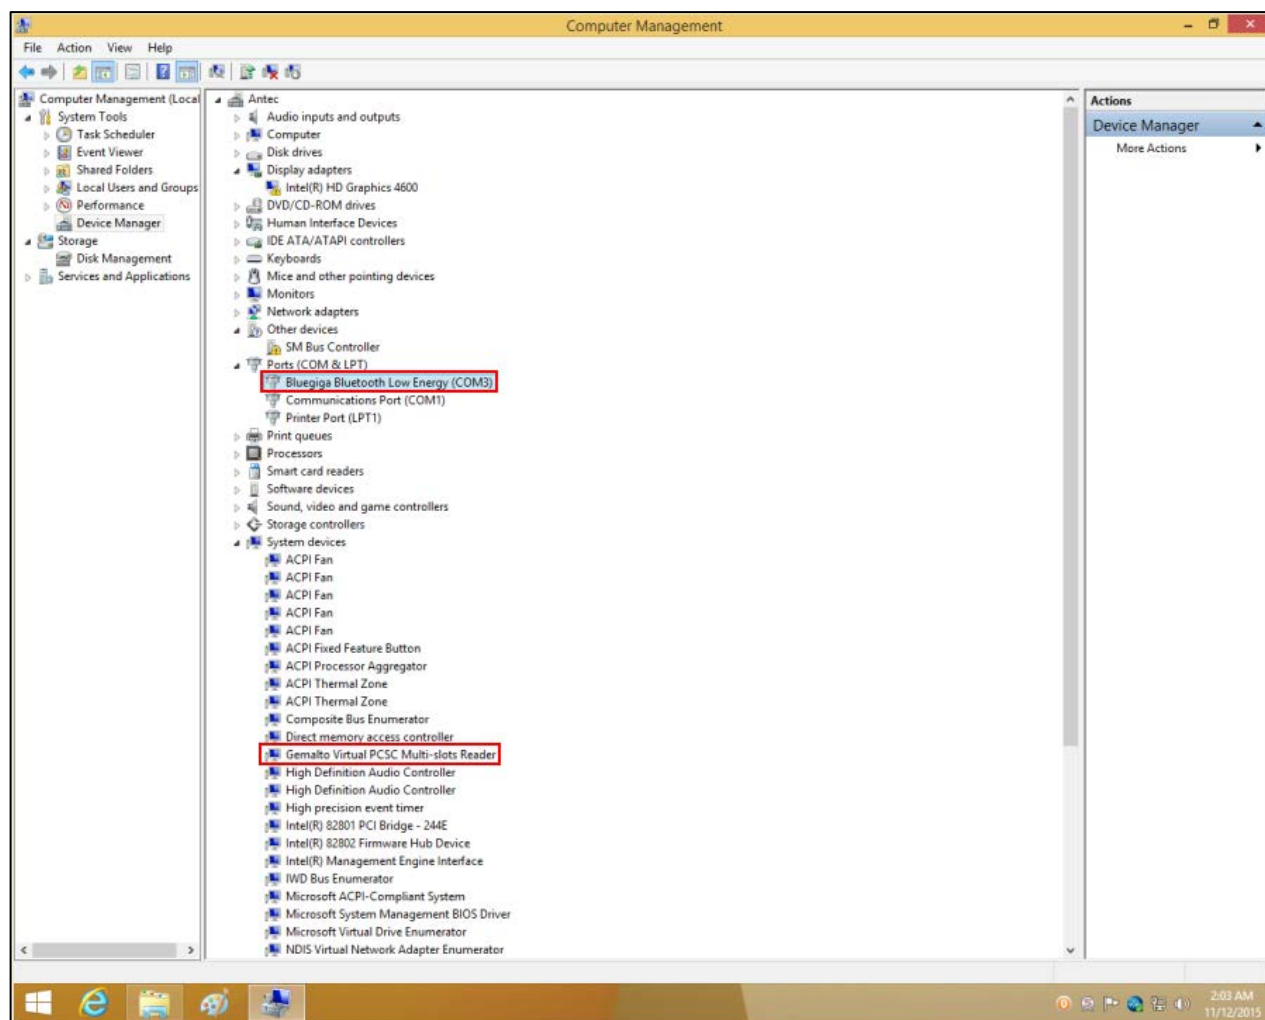 Computer Management
File Action View Help
Computer Management (Local
System Tools
Task Scheduler
Event Viewer
Shared Folders
Local Users and Groups
Performance
Device Manager
Storage
Disk Management
Services and Applications
Antec
Audio inputs and outputs
Computer
Disk drives
Display adapters
Intel(R) HD Graphics 4600
DVD/CD-ROM drives
Human Interface Devices
IDE ATA/ATAPI controllers
Keyboards
Mice and other pointing devices
Monitors
Network adapters
Other devices
SM Bus Controller
Ports (COM & LPT)
Bluegiga Bluetooth Low Energy (COM3)
Communications Port (COM1)
Printer Port (LPT1)
Print queues
Processors
Smart card readers
Software devices
Sound, video and game controllers
Storage controllers
System devices
ACPI Fan
ACPI Fan
ACPI Fan
ACPI Fan
ACPI Fan
ACPI Fixed Feature Button
ACPI Processor Aggregator
ACPI Thermal Zone
ACPI Thermal Zone
Composite Bus Enumerator
Direct memory access controller
Gemalto Virtual PCSC Multi-slots Reader
High Definition Audio Controller
High Definition Audio Controller
High precision event timer
Intel(R) 82801 PCI Bridge - 244E
Intel(R) 82802 Firmware Hub Device
Intel(R) Management Engine Interface
IWD Bus Enumerator
Microsoft ACPI-Compliant System
Microsoft System Management BIOS Driver
Microsoft Virtual Drive Enumerator
NDIS Virtual Network Adapter Enumerator
Actions
Device Manager
More Actions
2:03 AM
11/12/2015